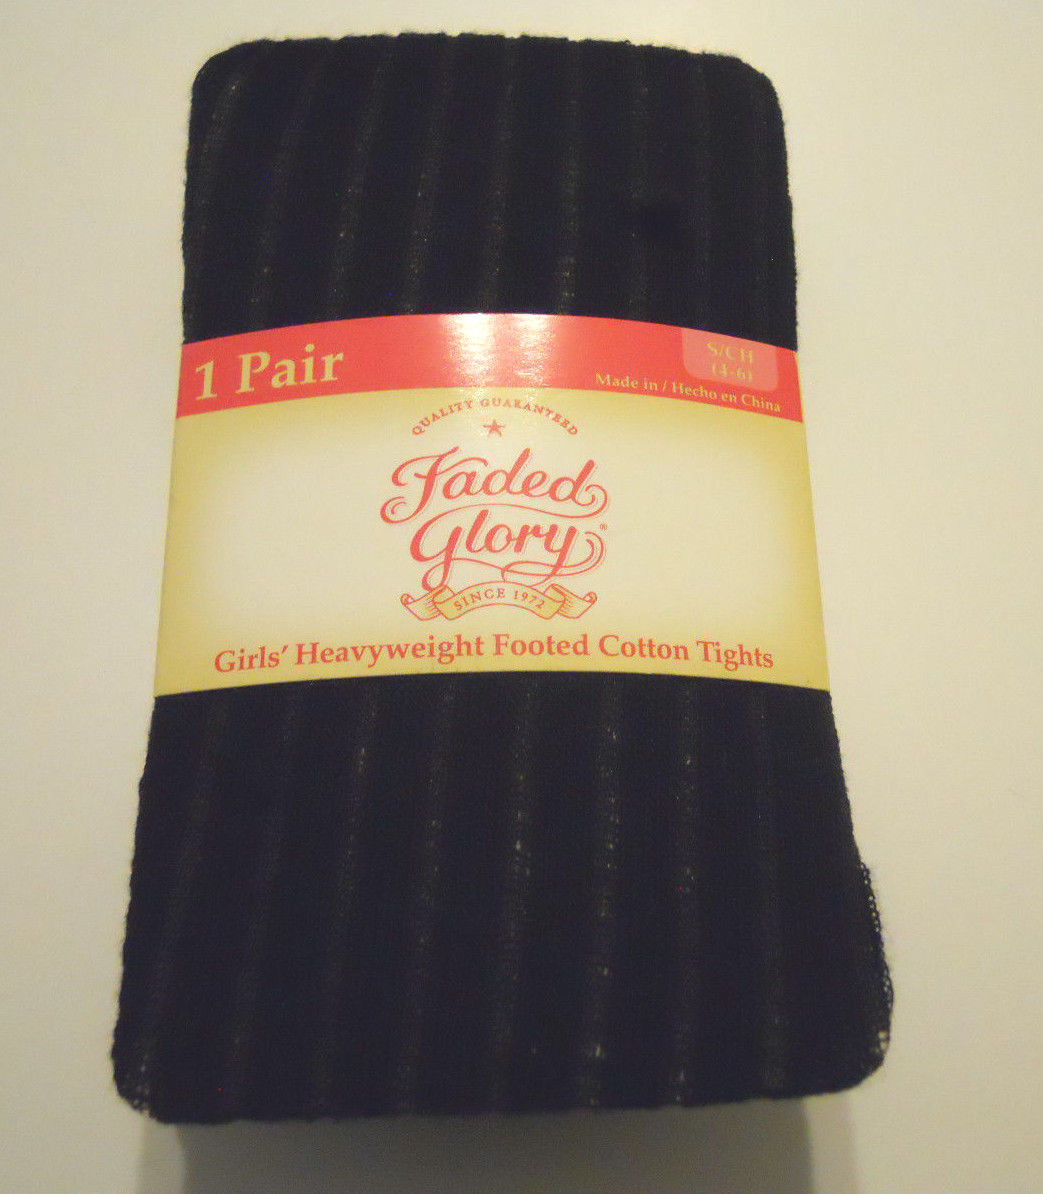 1 Pair
S/CH
(4-6)
Made in / Hecho en China
QUALITY GUARANTEED
Faded
Glory®
SINCE 1972
Girls' Heavyweight Footed Cotton Tights